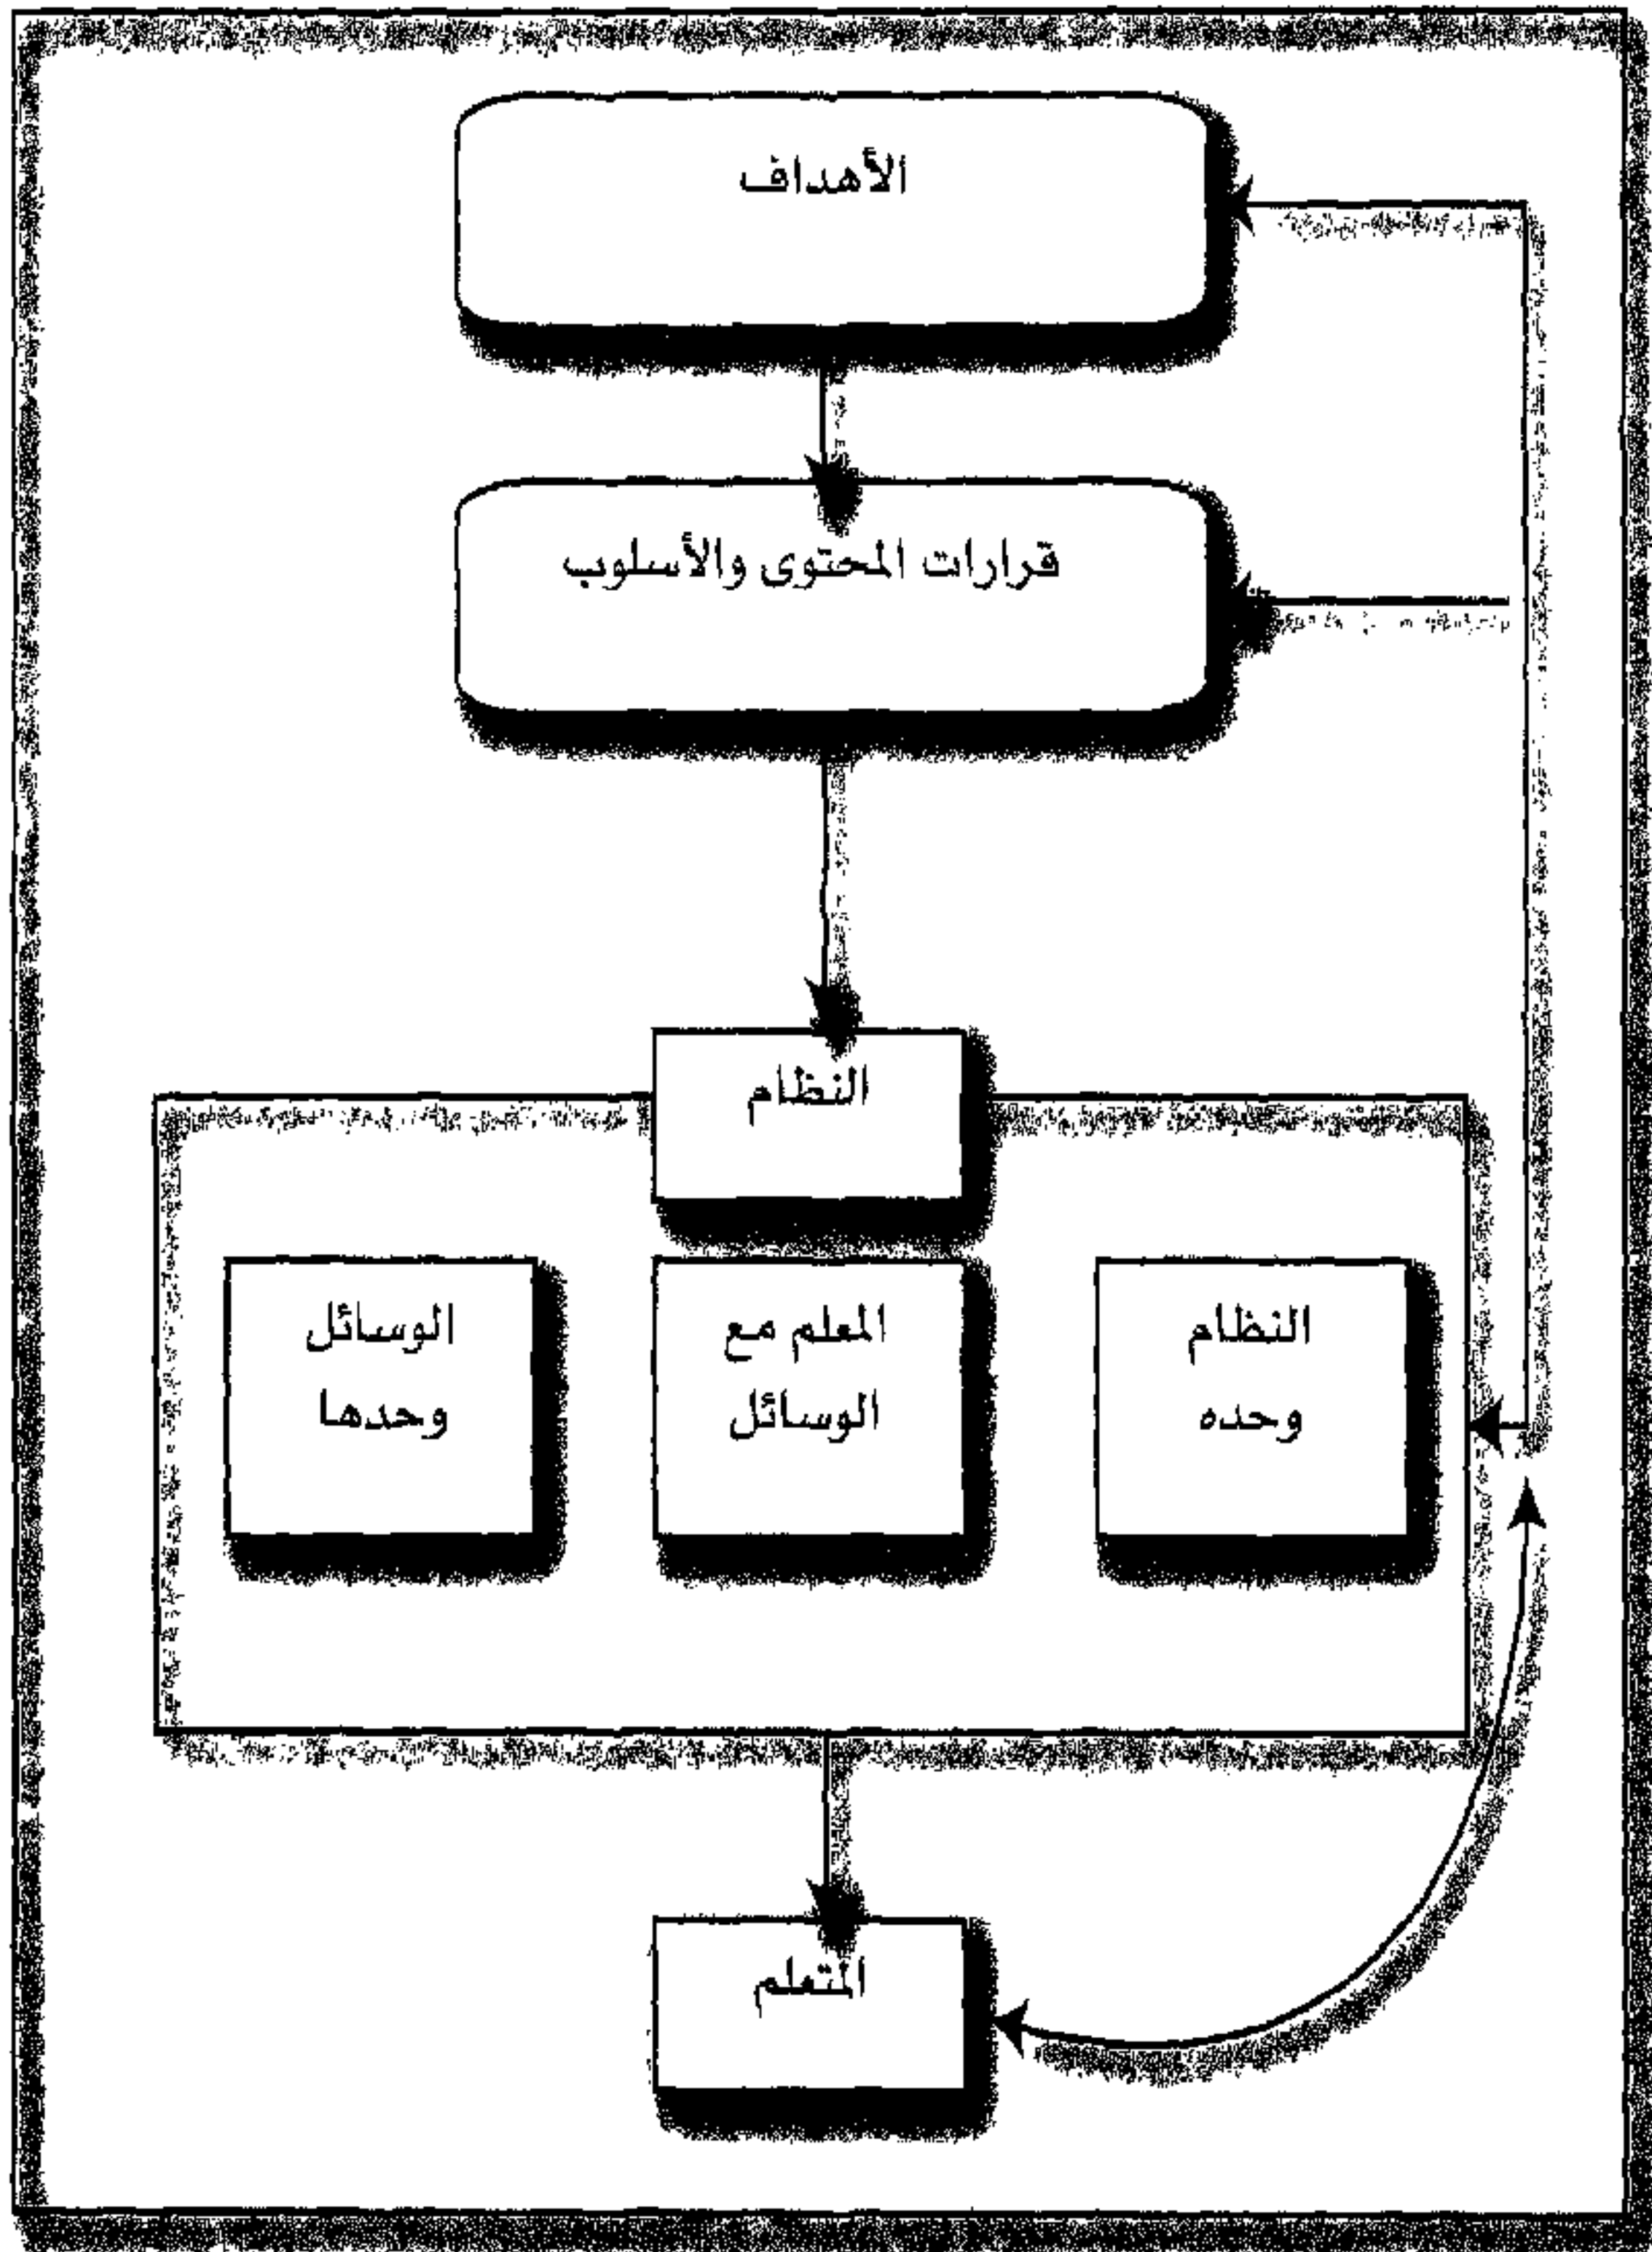 الأهداف
قرارات المحتوى والأسلوب
النظام
النظام
وحده
المعلم مع
الوسائل
الوسائل
وحدها
المتعلم